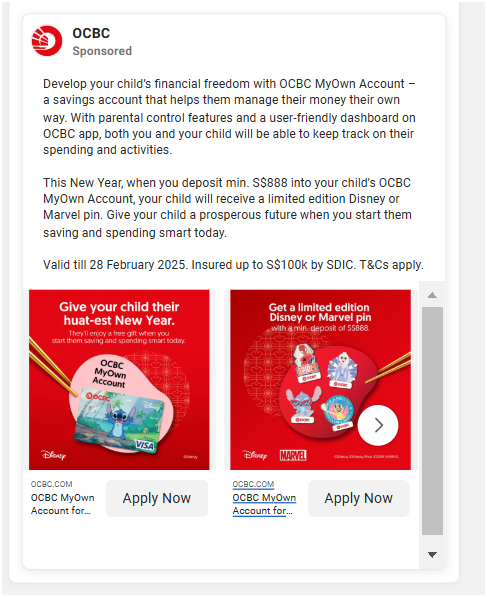 OCBC
Sponsored
Develop your child's financial freedom with OCBC MyOwn Account –
a savings account that helps them manage their money their own
way. With parental control features and a user-friendly dashboard on
OCBC app, both you and your child will be able to keep track on their
spending and activities.
This New Year, when you deposit min. S$888 into your child's OCBC
MyOwn Account, your child will receive a limited edition Disney or
Marvel pin. Give your child a prosperous future when you start them
saving and spending smart today.
Valid till 28 February 2025. Insured up to S$100k by SDIC. T&Cs apply.
Give your child their
huat-est New Year.
They'll enjoy a free gift when you
start them saving and spending smart today.
OCBC
MyOwn
Account
OCBC
Disney
VISA
Disney
©Disney
Get a limited edition
Disney or Marvel pin
with a min. deposit of S$888.
OCBC
OCBC
OCBC
OCBC
Disney
MARVEL
OCBC.COM
OCBC MyOwn
Account for...
Apply Now
OCBC.COM
OCBC MyOwn
Account for...
Apply Now